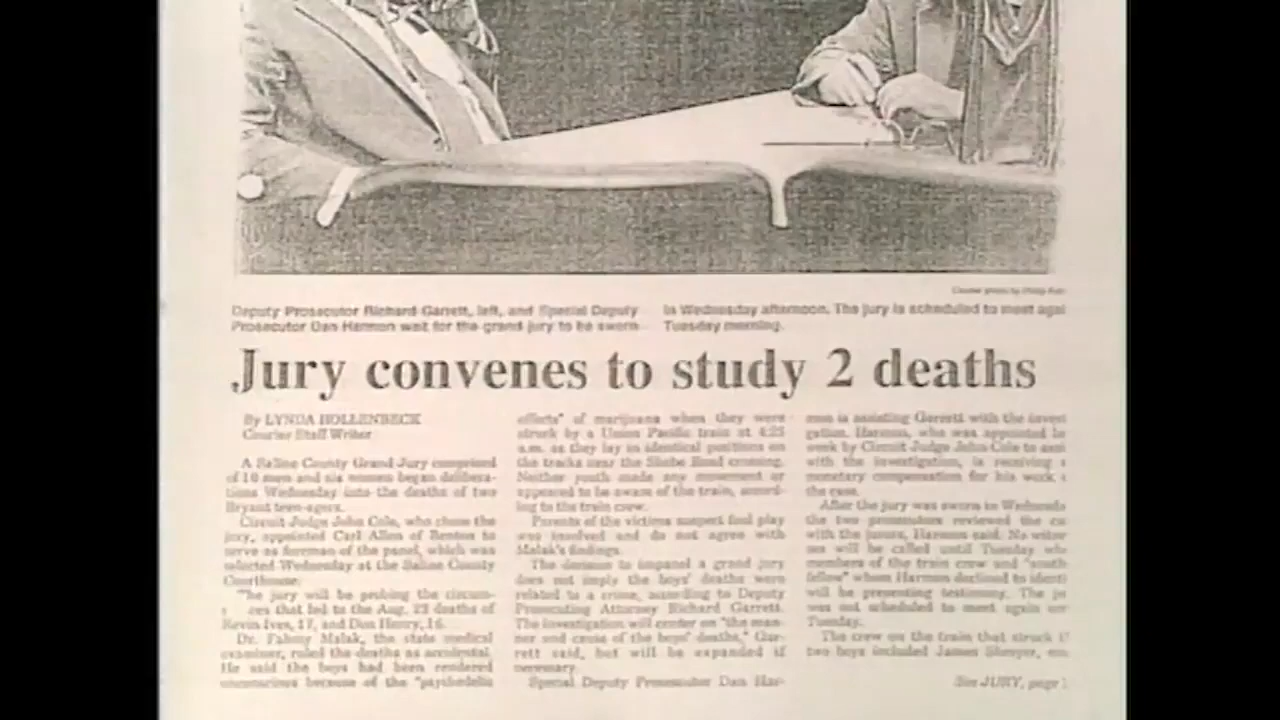 Deputy Prosecutor Richard Garrett, left, and Special Deputy
Prosecutor Dan Harmon wait for the grand jury to be sworn
in Wednesday afternoon. The jury is scheduled to meet agai
Tuesday morning.
Jury convenes to study 2 deaths
By LYNDA HOLLENBECK
Courier Staff Writer
A Saline County Grand Jury comprised
of 10 men and six women began delibera-
tions Wednesday into the deaths of two
Bryant teen-agers.
Circuit Judge John Cole, who chose the
jury, appointed Carl Allen of Benton to
serve as foreman of the panel, which was
selected Wednesday at the Saline County
Courthouse.
"The jury will be probing the circum-
ces that led to the Aug. 23 deaths of
Kevin Ives, 17, and Don Henry, 16.
Dr. Fahmy Malak, the state medical
examiner, ruled the deaths as accidental.
He said the boys had been rendered
unconscious because of the "psychedelic
effects" of marijuana when they were
struck by a Union Pacific train at 4:25
a.m. as they lay in identical positions on
the tracks near the Shobe Road crossing.
Neither youth made any movement or
appeared to be aware of the train, accord-
ing to the train crew.
Parents of the victims suspect foul play
was involved and do not agree with
Malak's findings.
The decision to impanel a grand jury
does not imply the boys' deaths were
related to a crime, according to Deputy
Prosecuting Attorney Richard Garrett.
The investigation will center on "the man-
ner and cause of the boys' deaths," Gar-
rett said, but will be expanded if
necessary.
Special Deputy Prosecutor Dan Har-
mon is assisting Garrett with the investi
gation. Harmon, who was appointed la
week by Circuit Judge John Cole to assi
with the investigation, is receiving
monetary compensation for his work
the case.
After the jury was sworn in Wednesda
the two prosecutors reviewed the ca
with the jurors, Harmon said. No witne
ses will be called until Tuesday whe
members of the train crew and "south
fellow" whom Harmon declined to identi
will be presenting testimony. The ju
was not scheduled to meet again un
Tuesday.
The crew on the train that struck t
two boys included James
See JURY, page 1